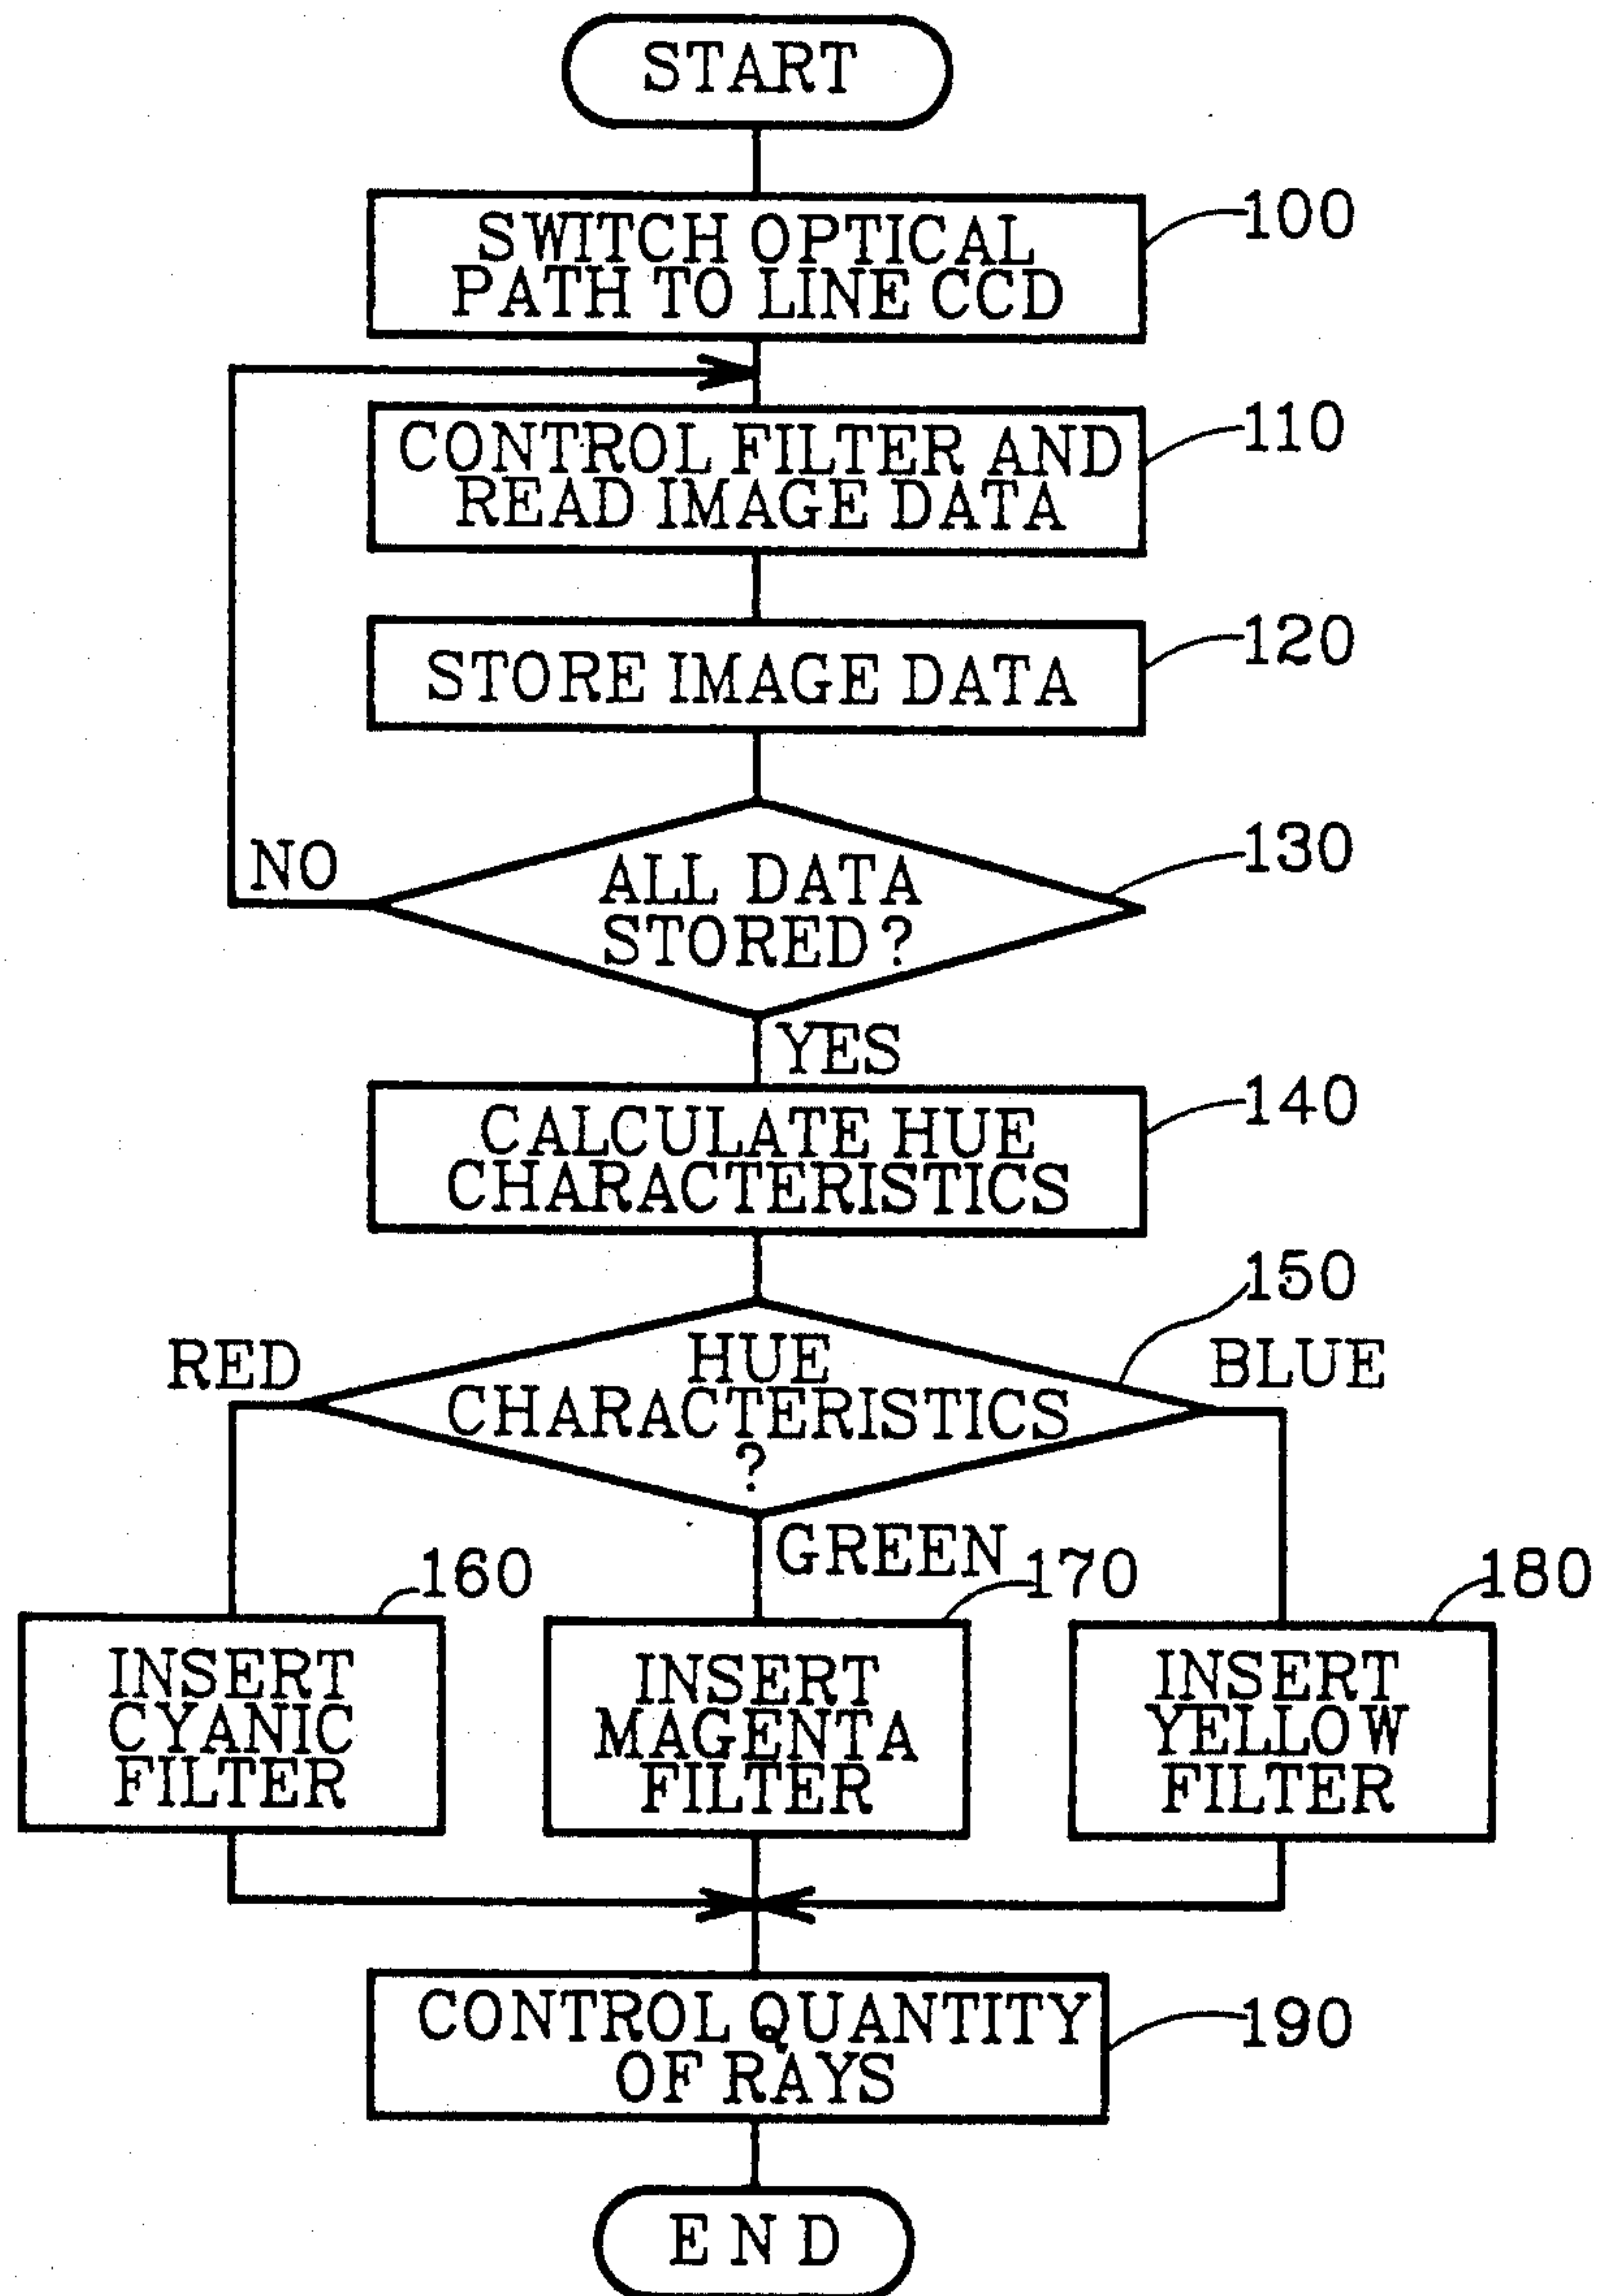 START
100
SWITCH OPTICAL
PATH TO LINE CCD
110
CONTROL FILTER AND
READ IMAGE DATA
120
STORE IMAGE DATA
130
NO
ALL DATA
STORED?
YES
140
CALCULATE HUE
CHARACTERISTICS
150
RED
HUE
BLUE
CHARACTERISTICS
?
GREEN
160
170
180
INSERT
CYANIC
FILTER
INSERT
MAGENTA
FILTER
INSERT
YELLOW
FILTER
CONTROL QUANTITY
OF RAYS
190
END